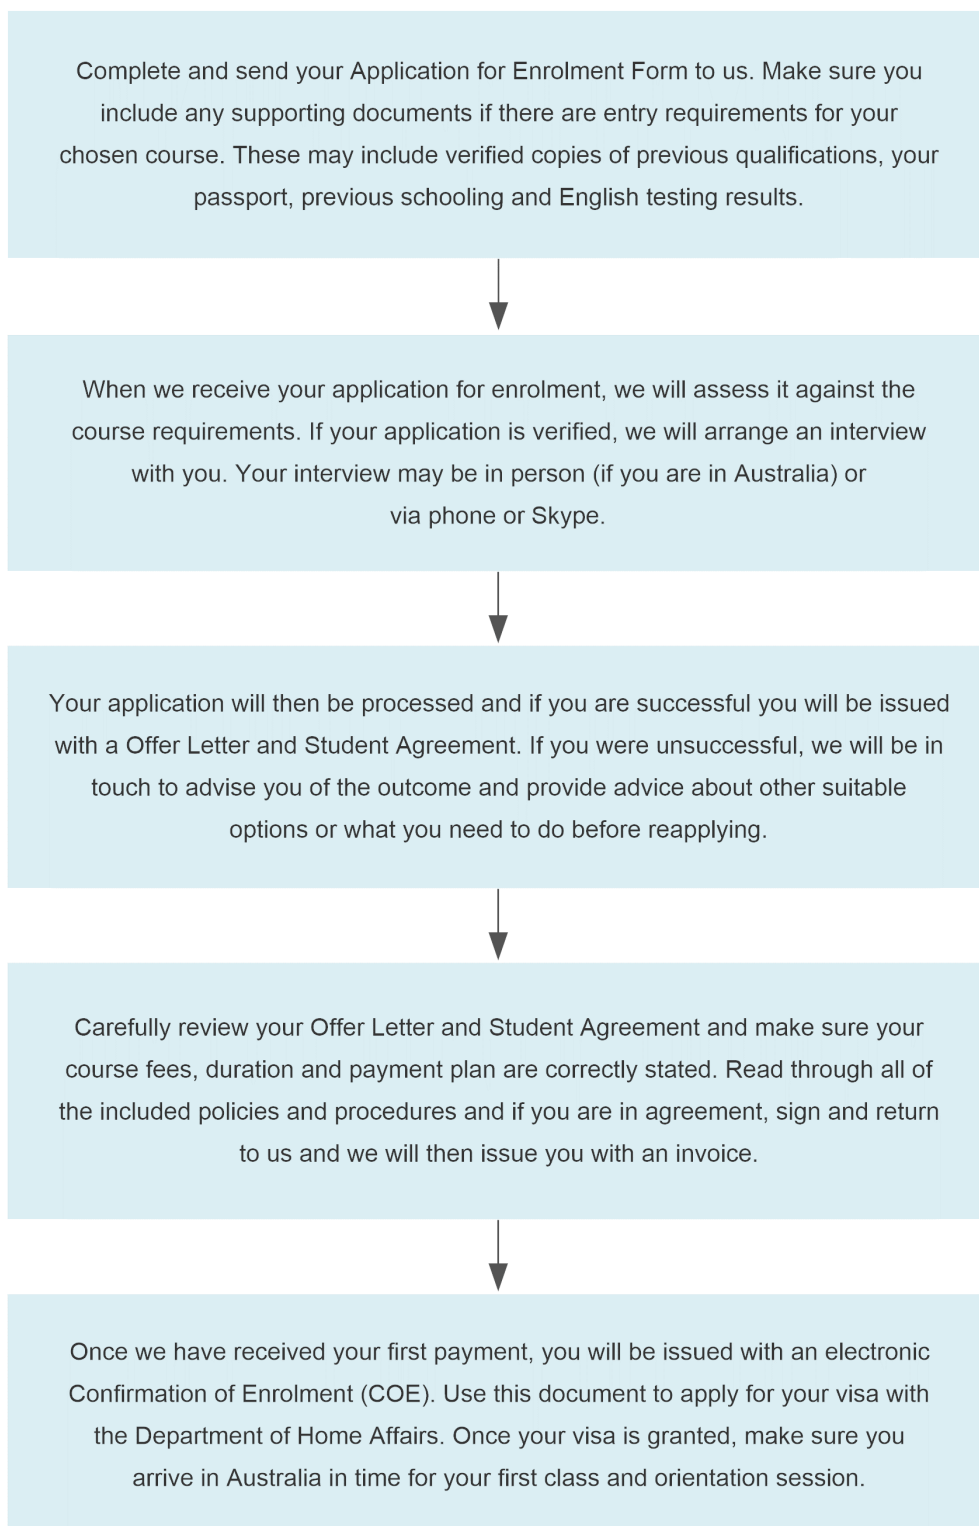 Complete and send your Application for Enrolment Form to us. Make sure you
include any supporting documents if there are entry requirements for your
chosen course. These may include verified copies of previous qualifications, your
passport, previous schooling and English testing results.
When we receive your application for enrolment, we will assess it against the
course requirements. If your application is verified, we will arrange an interview
with you. Your interview may be in person (if you are in Australia) or
via phone or Skype.
Your application will then be processed and if you are successful you will be issued
with a Offer Letter and Student Agreement. If you were unsuccessful, we will be in
touch to advise you of the outcome and provide advice about other suitable
options or what you need to do before reapplying.
Carefully review your Offer Letter and Student Agreement and make sure your
course fees, duration and payment plan are correctly stated. Read through all of
the included policies and procedures and if you are in agreement, sign and return
to us and we will then issue you with an invoice.
Once we have received your first payment, you will be issued with an electronic
Confirmation of Enrolment (COE). Use this document to apply for your visa with
the Department of Home Affairs. Once your visa is granted, make sure you
arrive in Australia in time for your first class and orientation session.